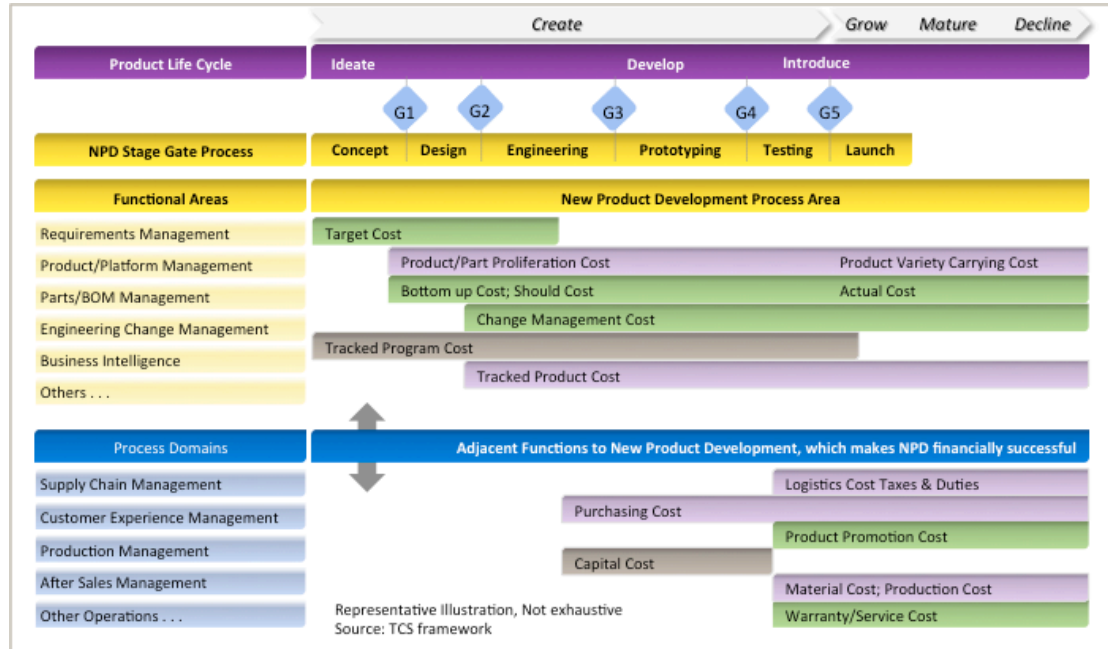 Create
Grow Mature Decline
Product Life Cycle
Ideate Develop Introduce
G1 G2 G3 G4 G5
NPD Stage Gate Process
Concept Design Engineering Prototyping Testing Launch
Functional Areas
New Product Development Process Area
Requirements Management
Target Cost
Product/Platform Management
Product/Part Proliferation Cost Product Variety Carrying Cost
Parts/BOM Management
Bottom up Cost; Should Cost Actual Cost
Engineering Change Management
Change Management Cost
Business Intelligence
Tracked Program Cost
Others . . .
Tracked Product Cost
Process Domains
Adjacent Functions to New Product Development, which makes NPD financially successful
Supply Chain Management
Logistics Cost Taxes & Duties
Customer Experience Management
Purchasing Cost
Product Promotion Cost
Production Management
Capital Cost
After Sales Management
Material Cost; Production Cost
Other Operations . . .
Warranty/Service Cost
Representative Illustration, Not exhaustive
Source: TCS framework